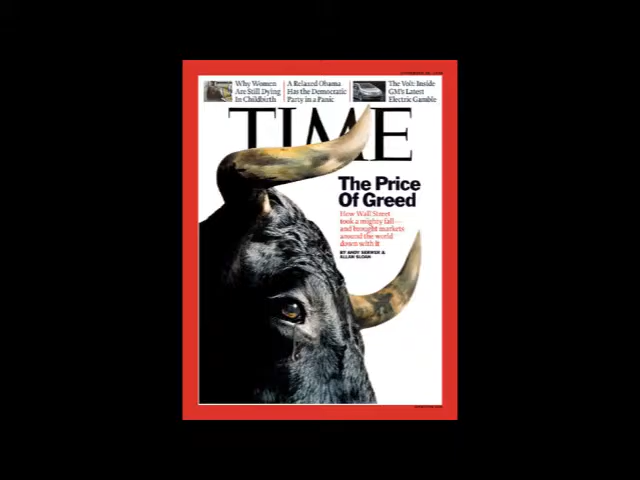 Why Women
Are Still Dying
In Childbirth
A Relaxed Obama
Has the Democratic
Party in a Panic
The Volt: Inside
GM's Latest
Electric Gamble
TIME
The Price
Of Greed
How Wall Street
took a mighty fall—
and brought markets
around the world
down with it
BY ANDY SERWER &
ALLAN SLOAN